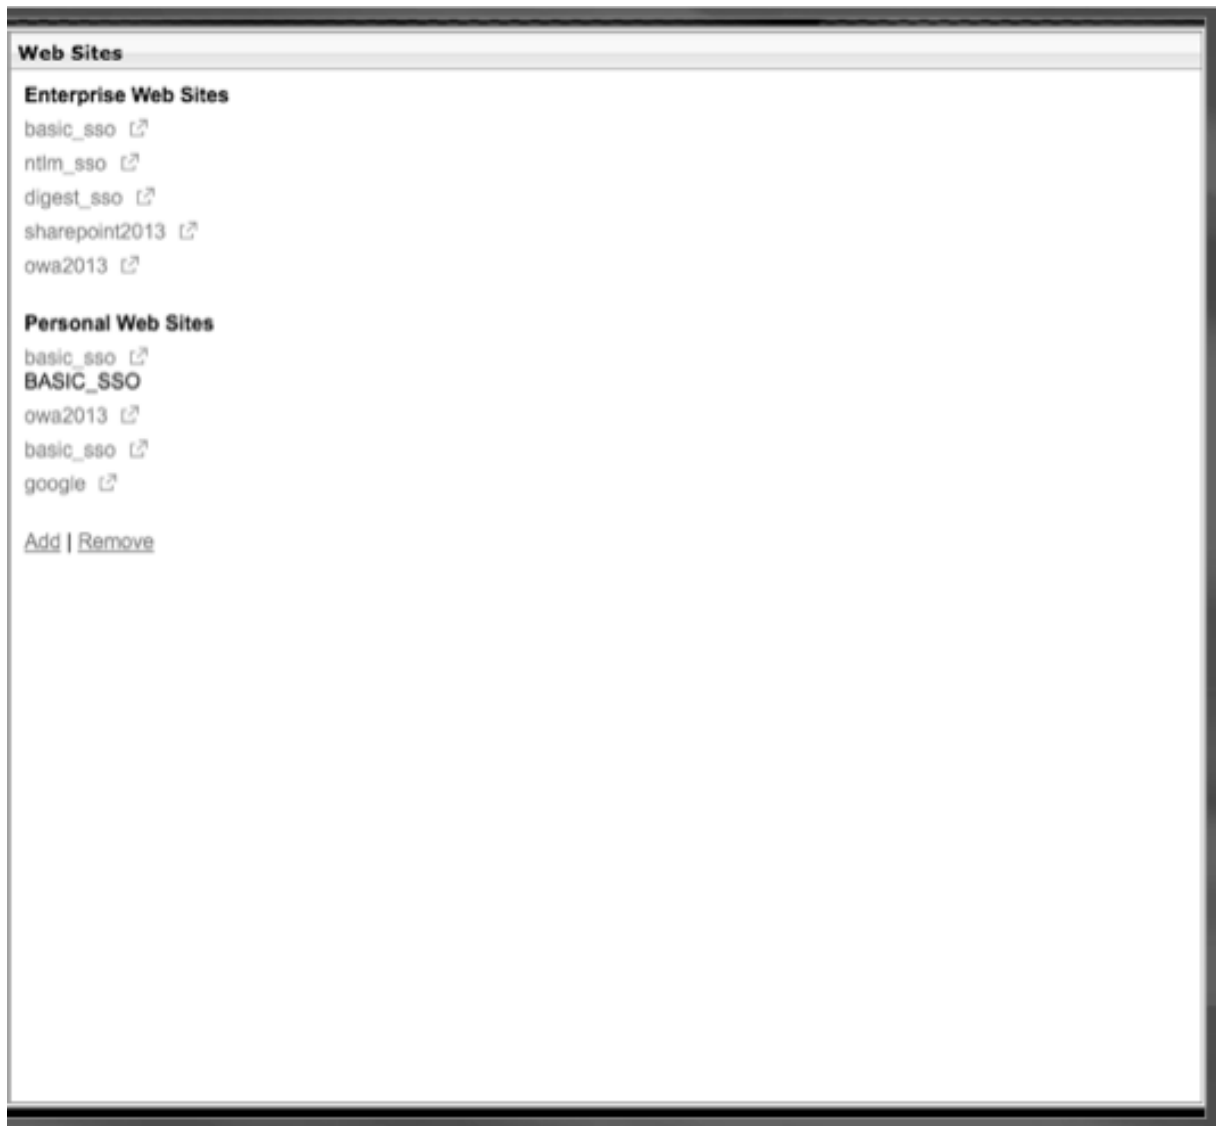 Web Sites
Enterprise Web Sites
basic_sso
ntlm_sso
digest_sso
sharepoint2013
owa2013
Personal Web Sites
basic_sso
BASIC_SSO
owa2013
basic_sso
google
Add | Remove